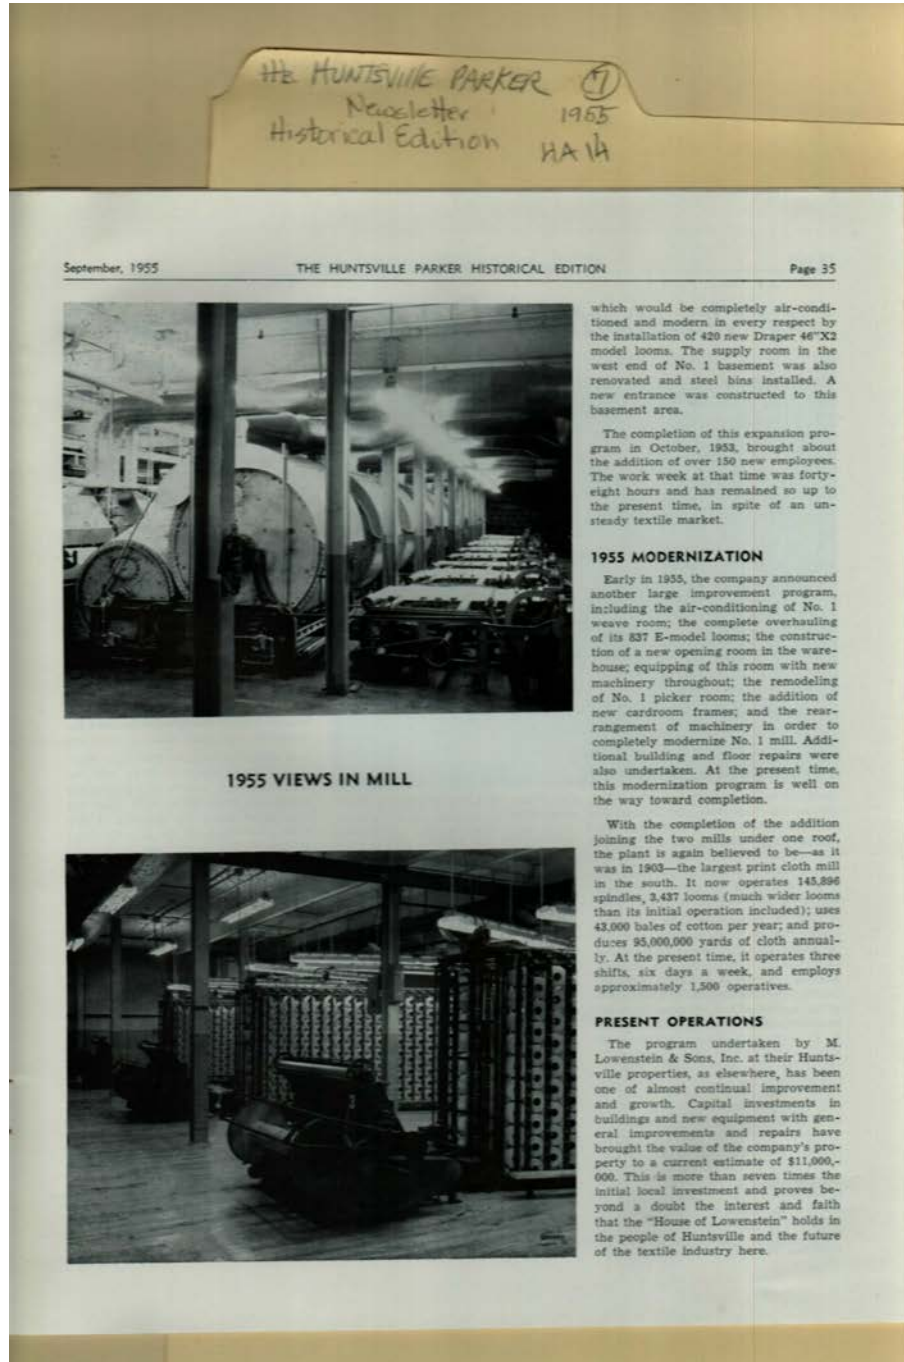 THE HUNTSVILLE PARKER 7
Newsletter 1955
Historical Edition HA 14
September, 1955 THE HUNTSVILLE PARKER HISTORICAL EDITION Page 35
1955 VIEWS IN MILL
which would be completely air-condi-
tioned and modern in every respect by
the installation of 420 new Draper 46"X2
model looms. The supply room in the
west end of No. 1 basement was also
renovated and steel bins installed. A
new entrance was constructed to this
basement area.
The completion of this expansion pro-
gram in October, 1953, brought about
the addition of over 150 new employees.
The work week at that time was forty-
eight hours and has remained so up to
the present time, in spite of an un-
steady textile market.
1955 MODERNIZATION
Early in 1955, the company announced
another large improvement program,
including the air-conditioning of No. 1
weave room; the complete overhauling
of its 837 E-model looms; the construc-
tion of a new opening room in the ware-
house; equipping of this room with new
machinery throughout; the remodeling
of No. 1 picker room; the addition of
new cardroom frames; and the rear-
rangement of machinery in order to
completely modernize No. 1 mill. Addi-
tional building and floor repairs were
also undertaken. At the present time,
this modernization program is well on
the way toward completion.
With the completion of the addition
joining the two mills under one roof,
the plant is again believed to be—as it
was in 1903—the largest print cloth mill
in the south. It now operates 145,896
spindles, 3,437 looms (much wider looms
than its initial operation included); uses
43,000 bales of cotton per year; and pro-
duces 95,000,000 yards of cloth annual-
ly. At the present time, it operates three
shifts, six days a week, and employs
approximately 1,500 operatives.
PRESENT OPERATIONS
The program undertaken by M.
Lowenstein & Sons, Inc. at their Hunts-
ville properties, as elsewhere, has been
one of almost continual improvement
and growth. Capital investments in
buildings and new equipment with gen-
eral improvements and repairs have
brought the value of the company's pro-
perty to a current estimate of $11,000,-
000. This is more than seven times the
initial local investment and proves be-
yond a doubt the interest and faith
that the "House of Lowenstein" holds in
the people of Huntsville and the future
of the textile industry here.